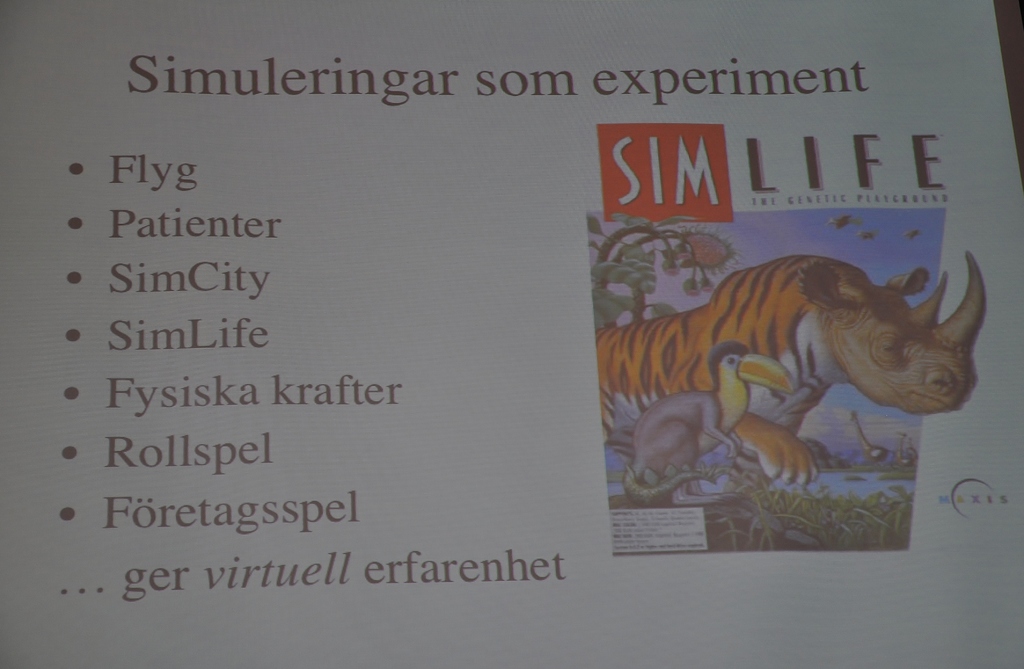 Simuleringar som experiment
• Flyg
• Patienter
• SimCity
• SimLife
• Fysiska krafter
• Rollspel
• Företagsspel
… ger virtuell erfarenhet
SIM LIFE
THE GENETIC PLAYGROUND
MAXIS